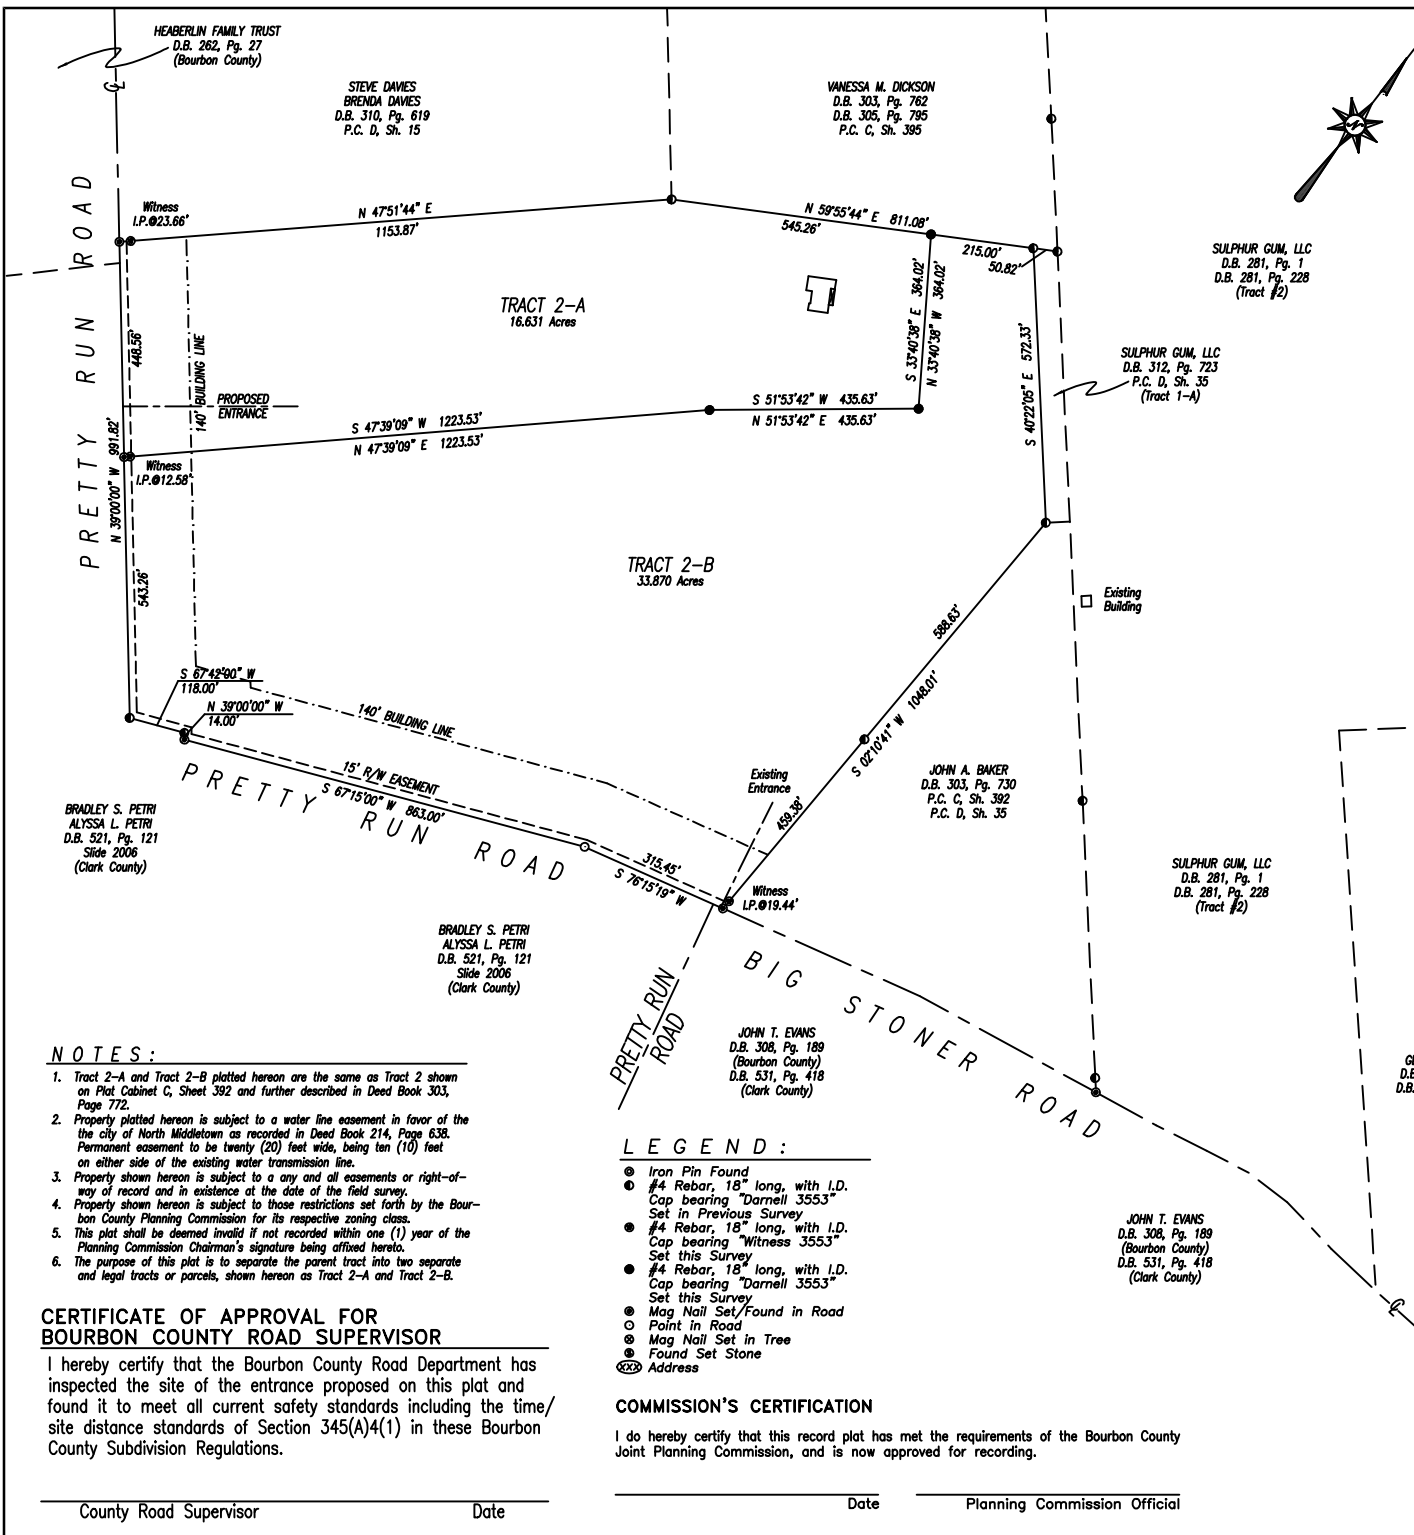 HEABERLIN FAMILY TRUST
D.B. 262, Pg. 27
(Bourbon County)
STEVE DAVIES
BRENDA DAVIES
D.B. 310, Pg. 619
P.C. D, Sh. 15
VANESSA M. DICKSON
D.B. 303, Pg. 762
D.B. 305, Pg. 795
P.C. C, Sh. 395
PRETTY RUN ROAD
Witness
I.P.@23.66'
N 47°51'44" E
1153.87'
N 59°55'44" E 811.08'
545.26'
215.00'
50.82'
SULPHUR GUM, LLC
D.B. 281, Pg. 1
D.B. 281, Pg. 228
(Tract #2)
TRACT 2-A
16.631 Acres
S 33°40'38" E 364.02'
N 33°40'38" W 364.02'
448.56'
140' BUILDING LINE
PROPOSED
ENTRANCE
S 40°22'05" E 572.33'
SULPHUR GUM, LLC
D.B. 312, Pg. 723
P.C. D, Sh. 35
(Tract 1-A)
S 51°53'42" W 435.63'
N 51°53'42" E 435.63'
S 47°39'09" W 1223.53'
N 47°39'09" E 1223.53'
N 39°00'00" W 991.82'
Witness
I.P.@12.58'
TRACT 2-B
33.870 Acres
543.26'
Existing
Building
588.63'
S 02°10'41" W 1048.01'
459.38'
S 67°42'00" W
118.00'
N 39°00'00" W
14.00'
140' BUILDING LINE
15' R/W EASEMENT
S 67°15'00" W 863.00'
PRETTY RUN ROAD
Existing
Entrance
315.45'
S 76°15'19" W
Witness
I.P.@19.44'
JOHN A. BAKER
D.B. 303, Pg. 730
P.C. C, Sh. 392
P.C. D, Sh. 35
BRADLEY S. PETRI
ALYSSA L. PETRI
D.B. 521, Pg. 121
Slide 2006
(Clark County)
SULPHUR GUM, LLC
D.B. 281, Pg. 1
D.B. 281, Pg. 228
(Tract #2)
BRADLEY S. PETRI
ALYSSA L. PETRI
D.B. 521, Pg. 121
Slide 2006
(Clark County)
BIG STONER ROAD
PRETTY RUN
ROAD
JOHN T. EVANS
D.B. 308, Pg. 189
(Bourbon County)
D.B. 531, Pg. 418
(Clark County)
JOHN T. EVANS
D.B. 308, Pg. 189
(Bourbon County)
D.B. 531, Pg. 418
(Clark County)
NOTES:
1. Tract 2-A and Tract 2-B platted hereon are the same as Tract 2 shown
on Plat Cabinet C, Sheet 392 and further described in Deed Book 303,
Page 772.
2. Property platted hereon is subject to a water line easement in favor of the
the city of North Middletown as recorded in Deed Book 214, Page 638.
Permanent easement to be twenty (20) feet wide, being ten (10) feet
on either side of the existing water transmission line.
3. Property shown hereon is subject to a any and all easements or right-of-
way of record and in existence at the date of the field survey.
4. Property shown hereon is subject to those restrictions set forth by the Bour-
bon County Planning Commission for its respective zoning class.
5. This plat shall be deemed invalid if not recorded within one (1) year of the
Planning Commission Chairman's signature being affixed hereto.
6. The purpose of this plat is to separate the parent tract into two separate
and legal tracts or parcels, shown hereon as Tract 2-A and Tract 2-B.
LEGEND:
Iron Pin Found
#4 Rebar, 18" long, with I.D.
Cap bearing "Darnell 3553"
Set in Previous Survey
#4 Rebar, 18" long, with I.D.
Cap bearing "Witness 3553"
Set this Survey
#4 Rebar, 18" long, with I.D.
Cap bearing "Darnell 3553"
Set this Survey
Mag Nail Set/Found in Road
Point in Road
Mag Nail Set in Tree
Found Set Stone
XXX Address
CERTIFICATE OF APPROVAL FOR
BOURBON COUNTY ROAD SUPERVISOR
I hereby certify that the Bourbon County Road Department has
inspected the site of the entrance proposed on this plat and
found it to meet all current safety standards including the time/
site distance standards of Section 345(A)4(1) in these Bourbon
County Subdivision Regulations.
County Road Supervisor Date
COMMISSION'S CERTIFICATION
I do hereby certify that this record plat has met the requirements of the Bourbon County
Joint Planning Commission, and is now approved for recording.
Date Planning Commission Official